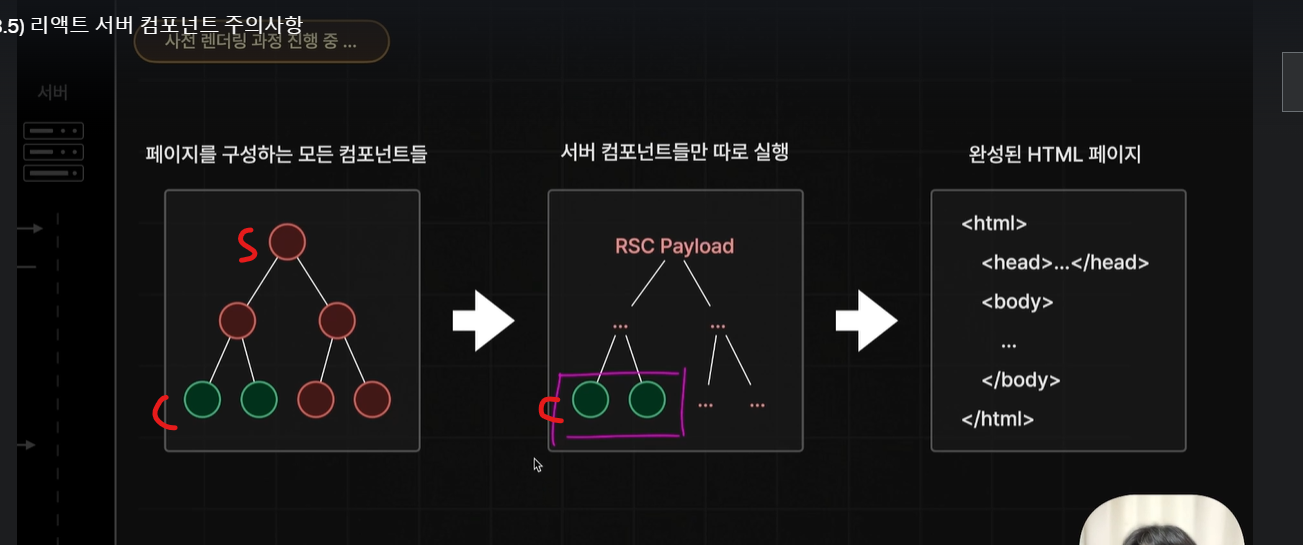 3.5) 리액트 서버 컴포넌트 주의사항
사전 렌더링 과정 진행 중 ...
서버
페이지를 구성하는 모든 컴포넌트들
서버 컴포넌트들만 따로 실행
완성된 HTML 페이지
S
C
RSC Payload
...
...
C
...
...
<html>
<head>...</head>
<body>
...
</body>
</html>